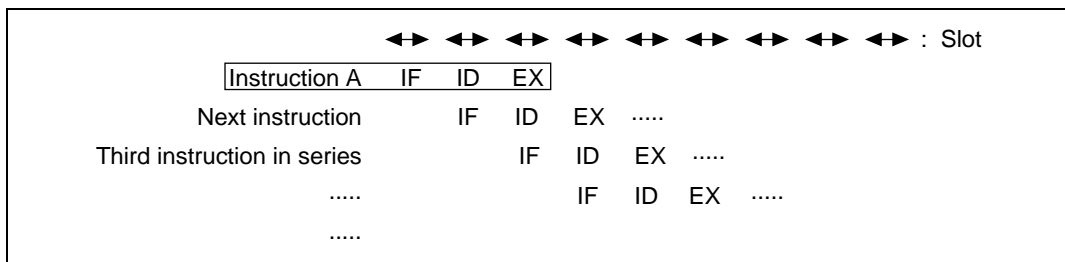 : Slot
Instruction A IF ID EX
Next instruction IF ID EX .....
Third instruction in series IF ID EX .....
..... IF ID EX .....
.....